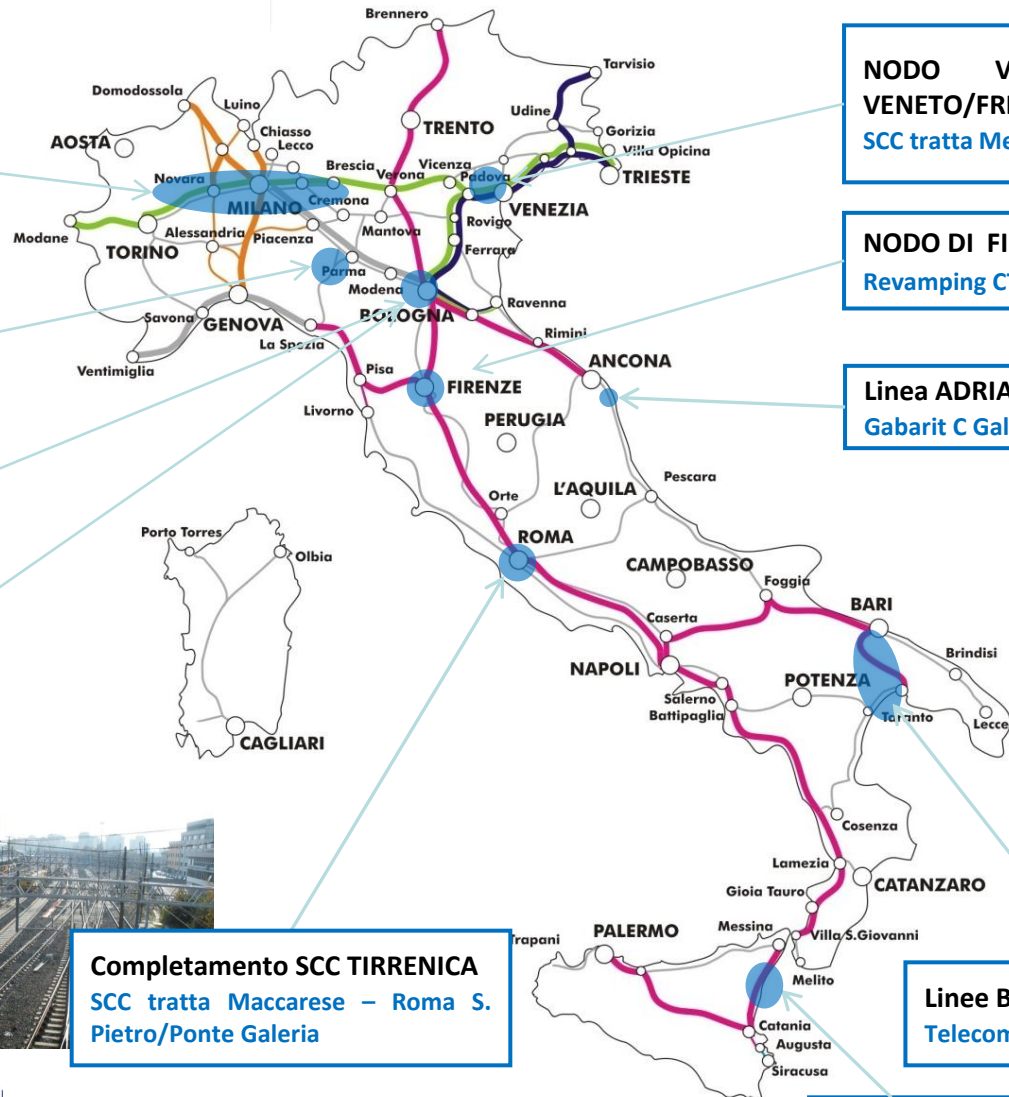 Brennero
Tarvisio
Domodossola
Luino
Udine
Chiasso
Lecco
TRENTO
Gorizia
AOSTA
Brescia
Vicenza
Villa Opicina
Novara
Verona
Padova
TRIESTE
MILANO
Cremona
VENEZIA
Modane
TORINO
Alessandria
Piacenza
Mantova
Rovigo
Ferrara
Parma
Modena
Savona
GENOVA
BOLOGNA
Ravenna
Ventimiglia
La Spezia
Rimini
Pisa
FIRENZE
ANCONA
Livorno
PERUGIA
Orte
L'AQUILA
Pescara
Porto Torres
Olbia
ROMA
CAMPOBASSO
Foggia
Caserta
BARI
NAPOLI
POTENZA
Brindisi
Salerno
Battipaglia
Taranto
Lecce
CAGLIARI
Cosenza
Lamezia
CATANZARO
Gioia Tauro
Trapani
PALERMO
Messina
Villa S.Giovanni
Melito
Catania
Augusta
Siracusa
NODO V
VENETO/FRI
SCC tratta Me
NODO DI FI
Revamping CT
Linea ADRIA
Gabarit C Gal
Completamento SCC TIRRENICA
SCC tratta Maccarese – Roma S.
Pietro/Ponte Galeria
Linee B
Telecom